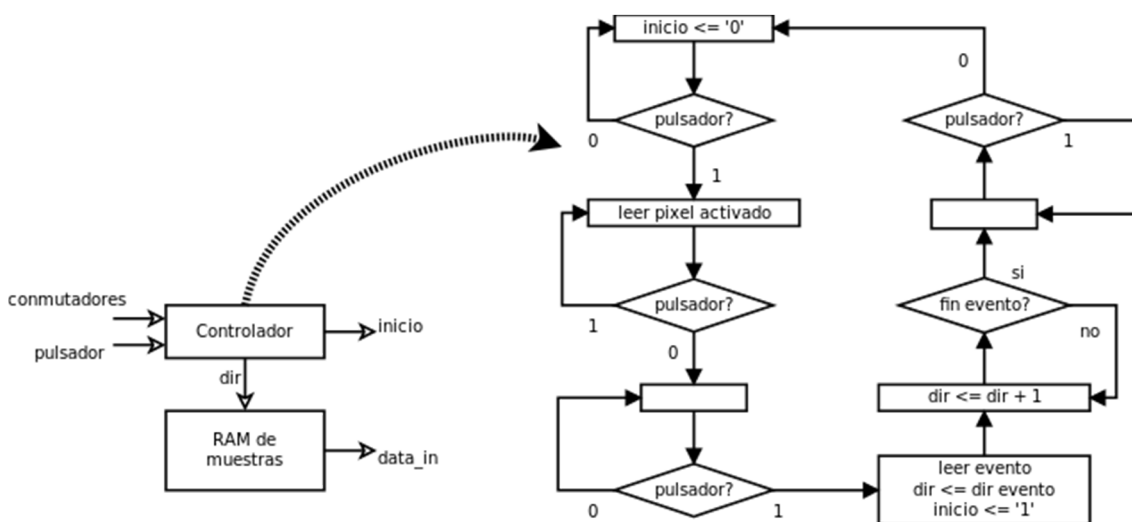 conmutadores
pulsador
Controlador
inicio
dir
RAM de
muestras
data_in
inicio <= '0'
pulsador?
0
1
leer pixel activado
pulsador?
1
0
pulsador?
0
1
leer evento
dir <= dir evento
inicio <= '1'
dir <= dir + 1
fin evento?
no
si
pulsador?
1
0